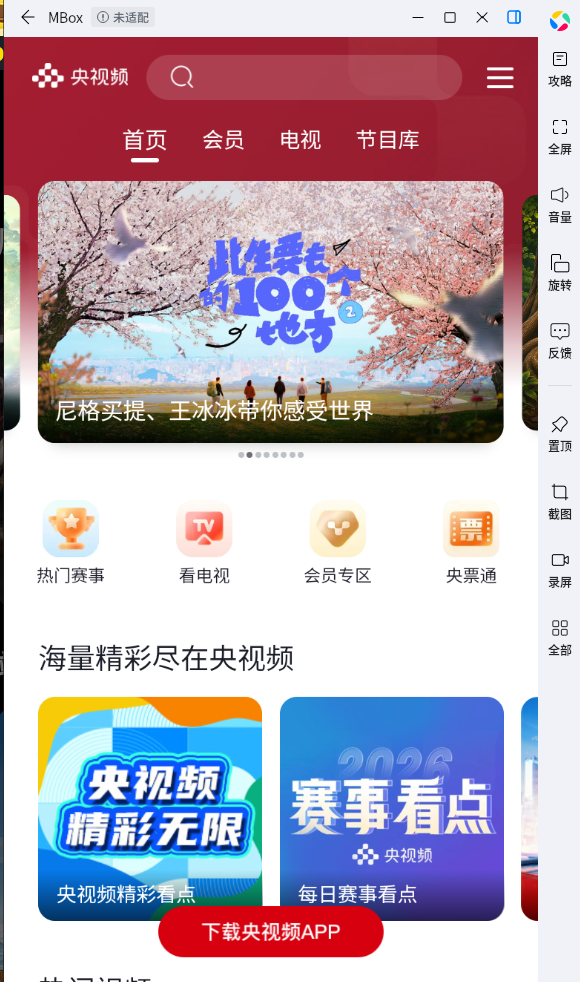 MBox
未适配
央视频
首页
会员
电视
节目库
此生要去
的100个
地方
2
尼格买提、王冰冰带你感受世界
热门赛事
TV
看电视
会员专区
票
央票通
海量精彩尽在央视频
央视频
精彩无限
央视频精彩看点
2026
赛事看点
央视频
每日赛事看点
下载央视频APP
热门视频
攻略
全屏
音量
旋转
反馈
置顶
截图
录屏
全部